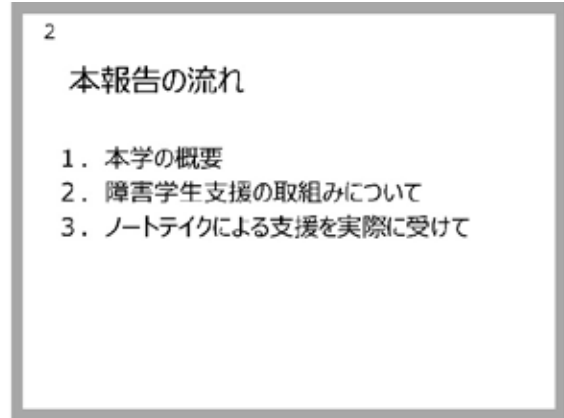 2
本報告の流れ
1．本学の概要
2．障害学生支援の取組みについて
3．ノートテイクによる支援を実際に受けて